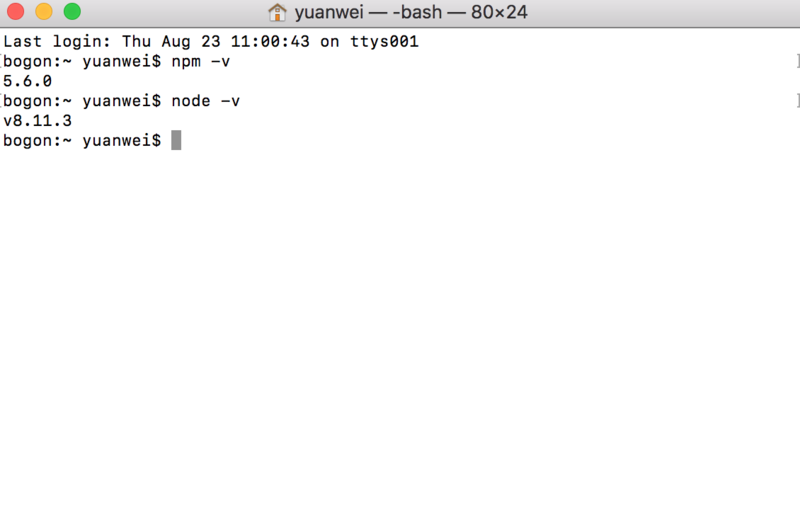 yuanwei — -bash — 80×24
Last login: Thu Aug 23 11:00:43 on ttys001
[bogon:~ yuanwei$ npm -v ]
5.6.0
[bogon:~ yuanwei$ node -v ]
v8.11.3
bogon:~ yuanwei$